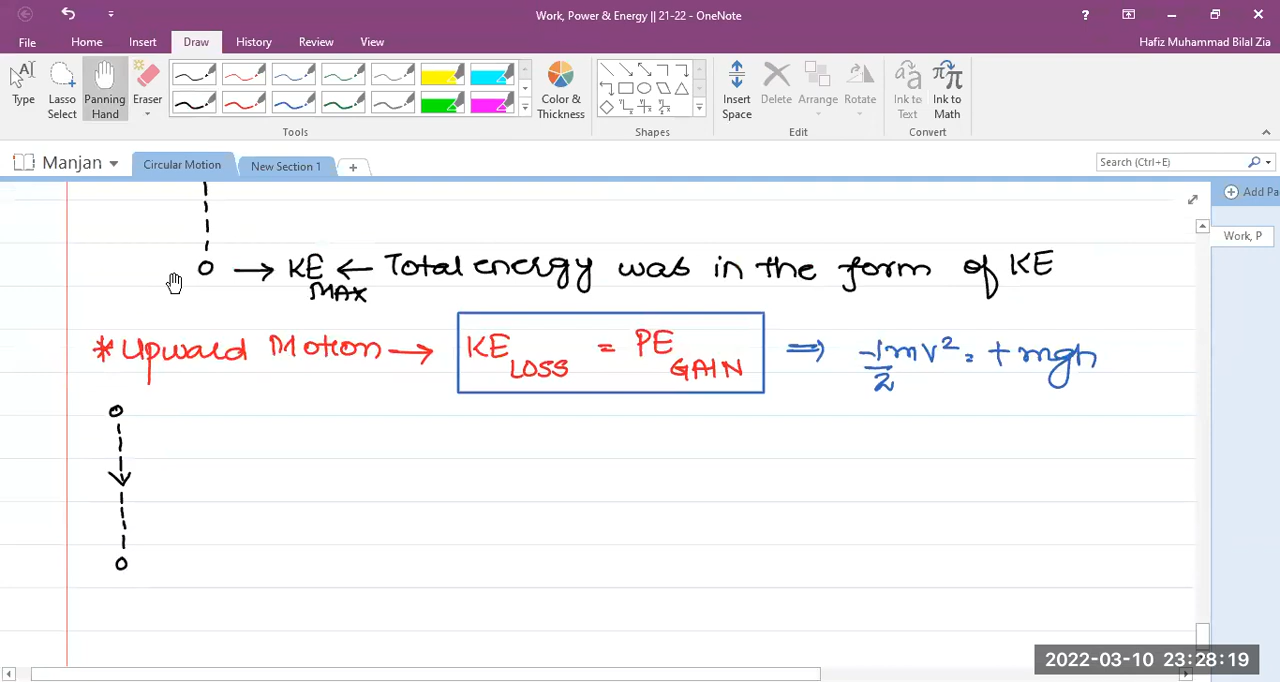 Work, Power & Energy || 21-22 - OneNote
?
File Home Insert Draw History Review View
Hafiz Muhammad Bilal Zia
Type
Lasso Select
Panning Hand
Eraser
Color & Thickness
Insert Space
Delete
Arrange
Rotate
Ink to Text
Ink to Math
Tools Shapes Edit Convert
Manjan Circular Motion New Section 1
Search (Ctrl+E)
Add Pa
Work, P
o → KE MAX ← Total energy was in the form of KE
*Upward Motion → KE LOSS = PE GAIN ⇒ -1/2 mv² = + mgh
2022-03-10 23:28:19